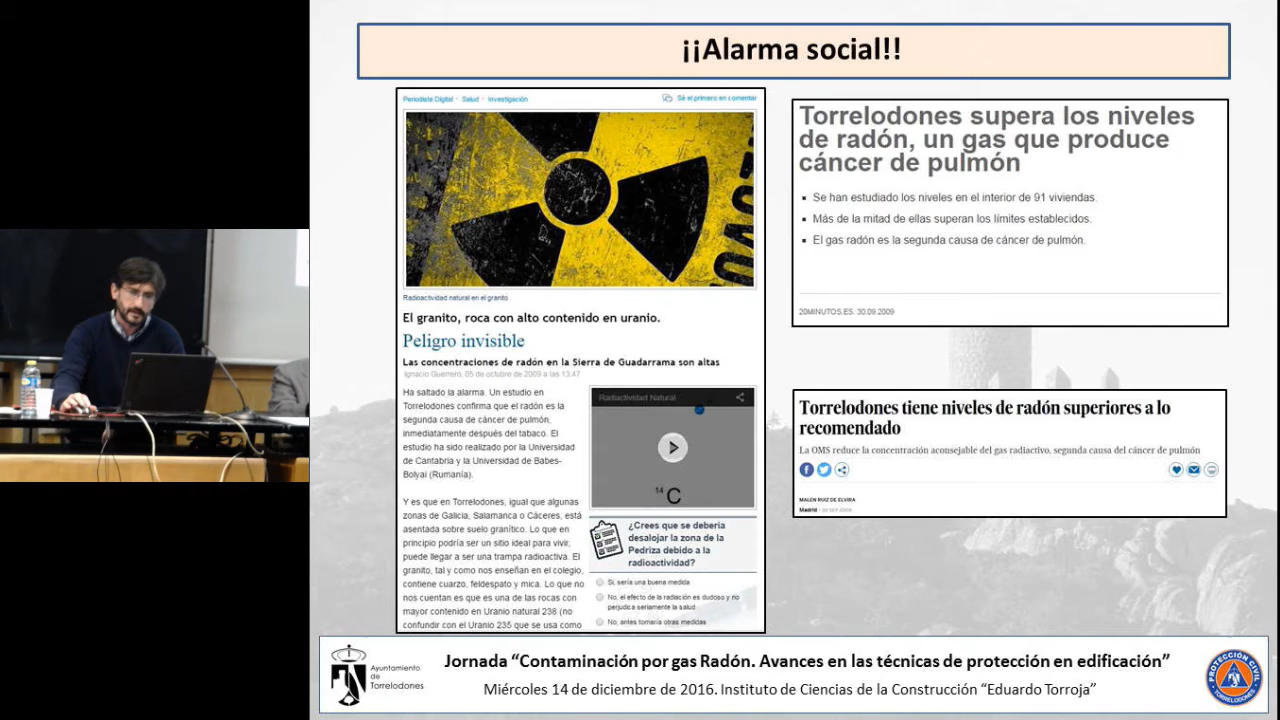 ¡¡Alarma social!!
Periodista Digital · Salud · Investigación
Sé el primero en comentar
Radioactividad natural en el granito
El granito, roca con alto contenido en uranio.
Peligro invisible
Las concentraciones de radón en la Sierra de Guadarrama son altas
Ignacio Guerrero, 05 de octubre de 2009 a las 13:47
Ha saltado la alarma. Un estudio en
Torrelodones confirma que el radón es la
segunda causa de cáncer de pulmón,
inmediatamente después del tabaco. El
estudio ha sido realizado por la Universidad
de Cantabria y la Universidad de Babes-
Bolyai (Rumanía).
Y es que en Torrelodones, igual que algunas
zonas de Galicia, Salamanca o Cáceres, está
asentada sobre suelo granítico. Lo que en
principio podría ser un sitio ideal para vivir,
puede llegar a ser una trampa radioactiva. El
granito, tal y como nos enseñan en el colegio,
contiene cuarzo, feldespato y mica. Lo que no
nos cuentan es que es una de las rocas con
mayor contenido en Uranio natural 238 (no
confundir con el Uranio 235 que se usa como
Radiactividad Natural
14 C
¿Crees que se debería
desalojar la zona de la
Pedriza debido a la
radioactividad?
Si, sería una buena medida
No, el efecto de la radiación es dudoso y no
perjudica seriamente la salud
No, antes tomaría otras medidas
Torrelodones supera los niveles
de radón, un gas que produce
cáncer de pulmón
Se han estudiado los niveles en el interior de 91 viviendas.
Más de la mitad de ellas superan los límites establecidos.
El gas radón es la segunda causa de cáncer de pulmón.
20MINUTOS.ES. 30.09.2009
Torrelodones tiene niveles de radón superiores a lo
recomendado
La OMS reduce la concentración aconsejable del gas radiactivo, segunda causa del cáncer de pulmón
MALEN RUIZ DE ELVIRA
Madrid
Ayuntamiento
de
Torrelodones
Jornada “Contaminación por gas Radón. Avances en las técnicas de protección en edificación”
Miércoles 14 de diciembre de 2016. Instituto de Ciencias de la Construcción “Eduardo Torroja”
PROTECCIÓN CIVIL
TORRELODONES